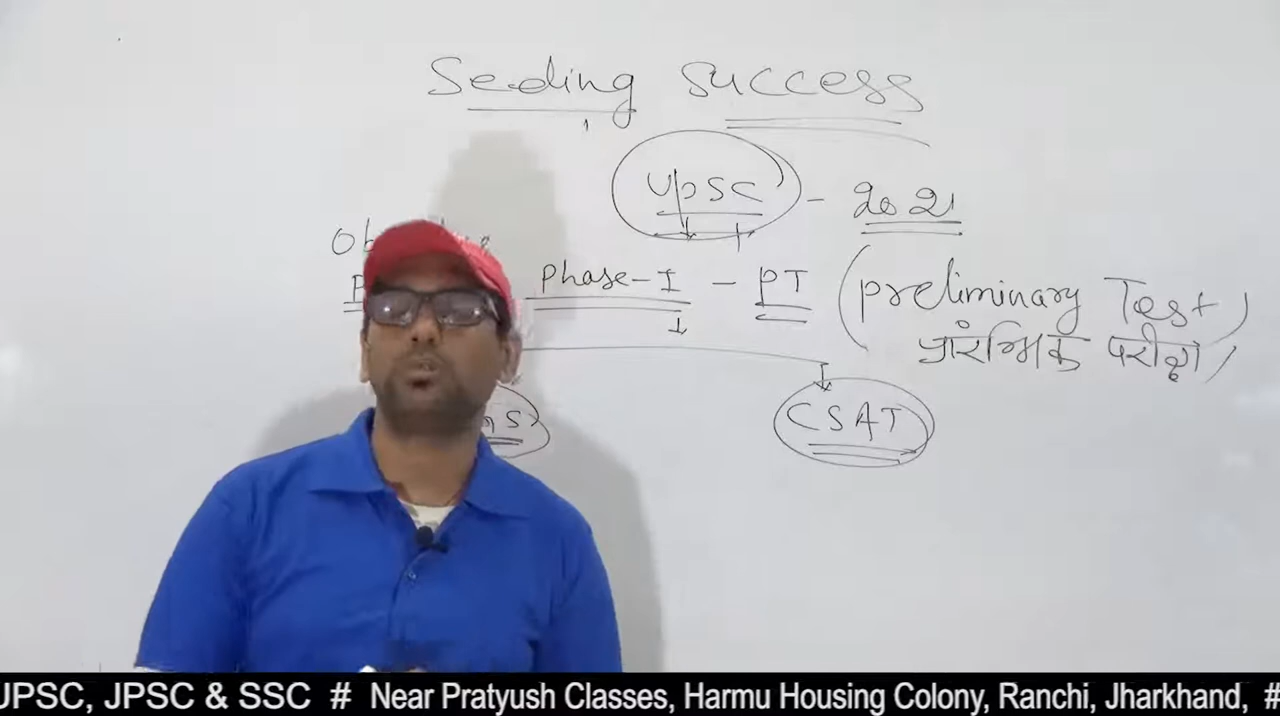 Seeding Success
UPSC - 2021
Phase-I - PT (Preliminary Test)
प्रारंभिक परीक्षा
CSAT
UPSC, JPSC & SSC # Near Pratyush Classes, Harmu Housing Colony, Ranchi, Jharkhand, #